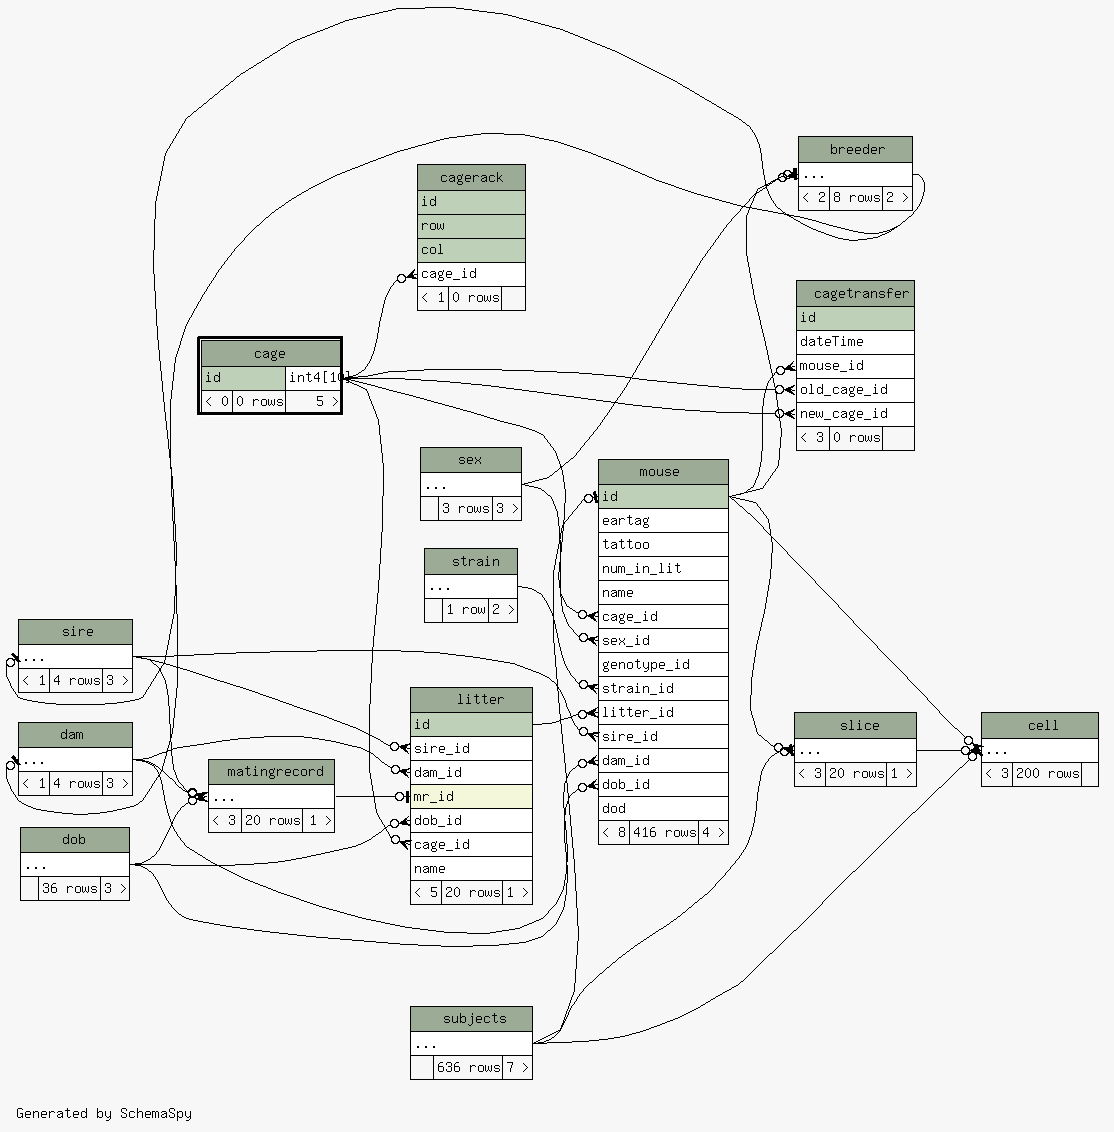 breeder
...
< 2 8 rows 2 >
cagerack
id
row
col
cage_id
< 1 0 rows
cagetransfer
id
dateTime
mouse_id
old_cage_id
new_cage_id
< 3 0 rows
cage
id int4[10]
< 0 0 rows 5 >
sex
...
3 rows 3 >
mouse
id
eartag
tattoo
num_in_lit
name
cage_id
sex_id
genotype_id
strain_id
litter_id
sire_id
dam_id
dob_id
dod
< 8 416 rows 4 >
strain
...
1 row 2 >
sire
...
< 1 4 rows 3 >
litter
id
sire_id
dam_id
mr_id
dob_id
cage_id
name
< 5 20 rows 1 >
dam
...
< 1 4 rows 3 >
matingrecord
...
< 3 20 rows 1 >
slice
...
< 3 20 rows 1 >
cell
...
< 3 200 rows
dob
...
36 rows 3 >
subjects
...
636 rows 7 >
Generated by SchemaSpy